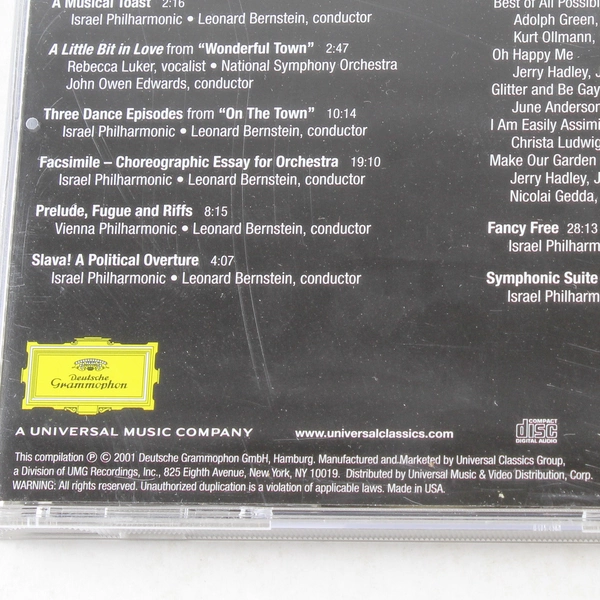 A Musical Toast 2:16
Israel Philharmonic • Leonard Bernstein, conductor
A Little Bit in Love from “Wonderful Town” 2:47
Rebecca Luker, vocalist • National Symphony Orchestra
John Owen Edwards, conductor
Three Dance Episodes from “On The Town” 10:14
Israel Philharmonic • Leonard Bernstein, conductor
Facsimile – Choreographic Essay for Orchestra 19:10
Israel Philharmonic • Leonard Bernstein, conductor
Prelude, Fugue and Riffs 8:15
Vienna Philharmonic • Leonard Bernstein, conductor
Slava! A Political Overture 4:07
Israel Philharmonic • Leonard Bernstein, conductor
Best of All Possi
Adolph Green,
Kurt Ollmann,
Oh Happy Me
Jerry Hadley, J
Glitter and Be Gay
June Anderson
I Am Easily Assimi
Christa Ludwig
Make Our Garden
Jerry Hadley, J
Nicolai Gedda,
Fancy Free 28:13
Israel Philharm
Symphonic Suite
Israel Philharm
Deutsche
Grammophon
A UNIVERSAL MUSIC COMPANY
www.universalclassics.com
COMPACT
disc
DIGITAL AUDIO
This compilation ℗ © 2001 Deutsche Grammophon GmbH, Hamburg. Manufactured and Marketed by Universal Classics Group,
a Division of UMG Recordings, Inc., 825 Eighth Avenue, New York, NY 10019. Distributed by Universal Music & Video Distribution, Corp.
WARNING: All rights reserved. Unauthorized duplication is a violation of applicable laws. Made in USA.